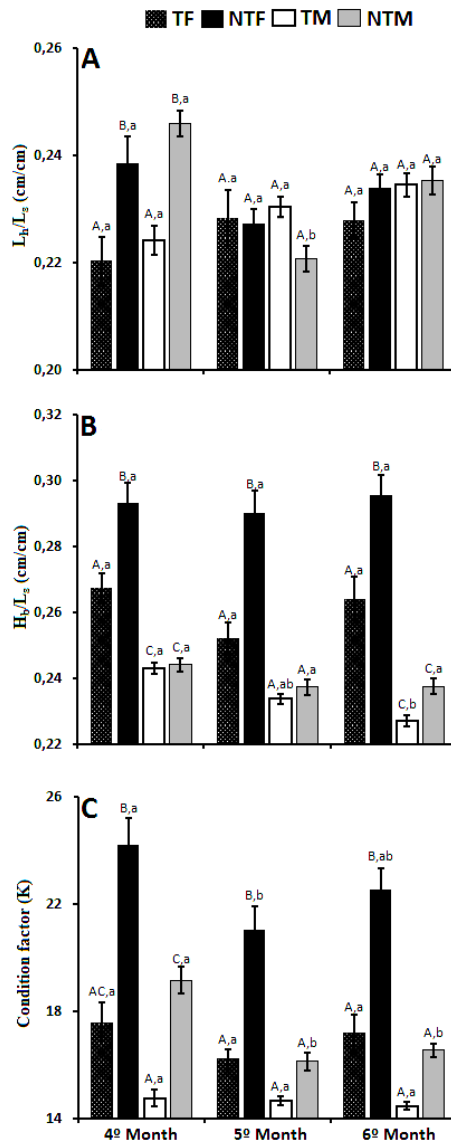 TF NTF TM NTM
A
Lh/Ls (cm/cm)
0,26
0,24
0,22
0,20
A,a B,a A,a B,a
A.a A,a A,a A,b
A,a A,a A,a A,a
B
Hb/Ls (cm/cm)
0,32
0,30
0,28
0,26
0,24
0,22
A,a B,a C,a C,a
A,a B,a A,ab A,a
A,a B,a C,b C,a
C
Condition factor (K)
26
22
18
14
AC,a B,a A,a C,a
A,a B,b A,a A,b
A,a B,ab A,a A,b
4º Month 5º Month 6º Month